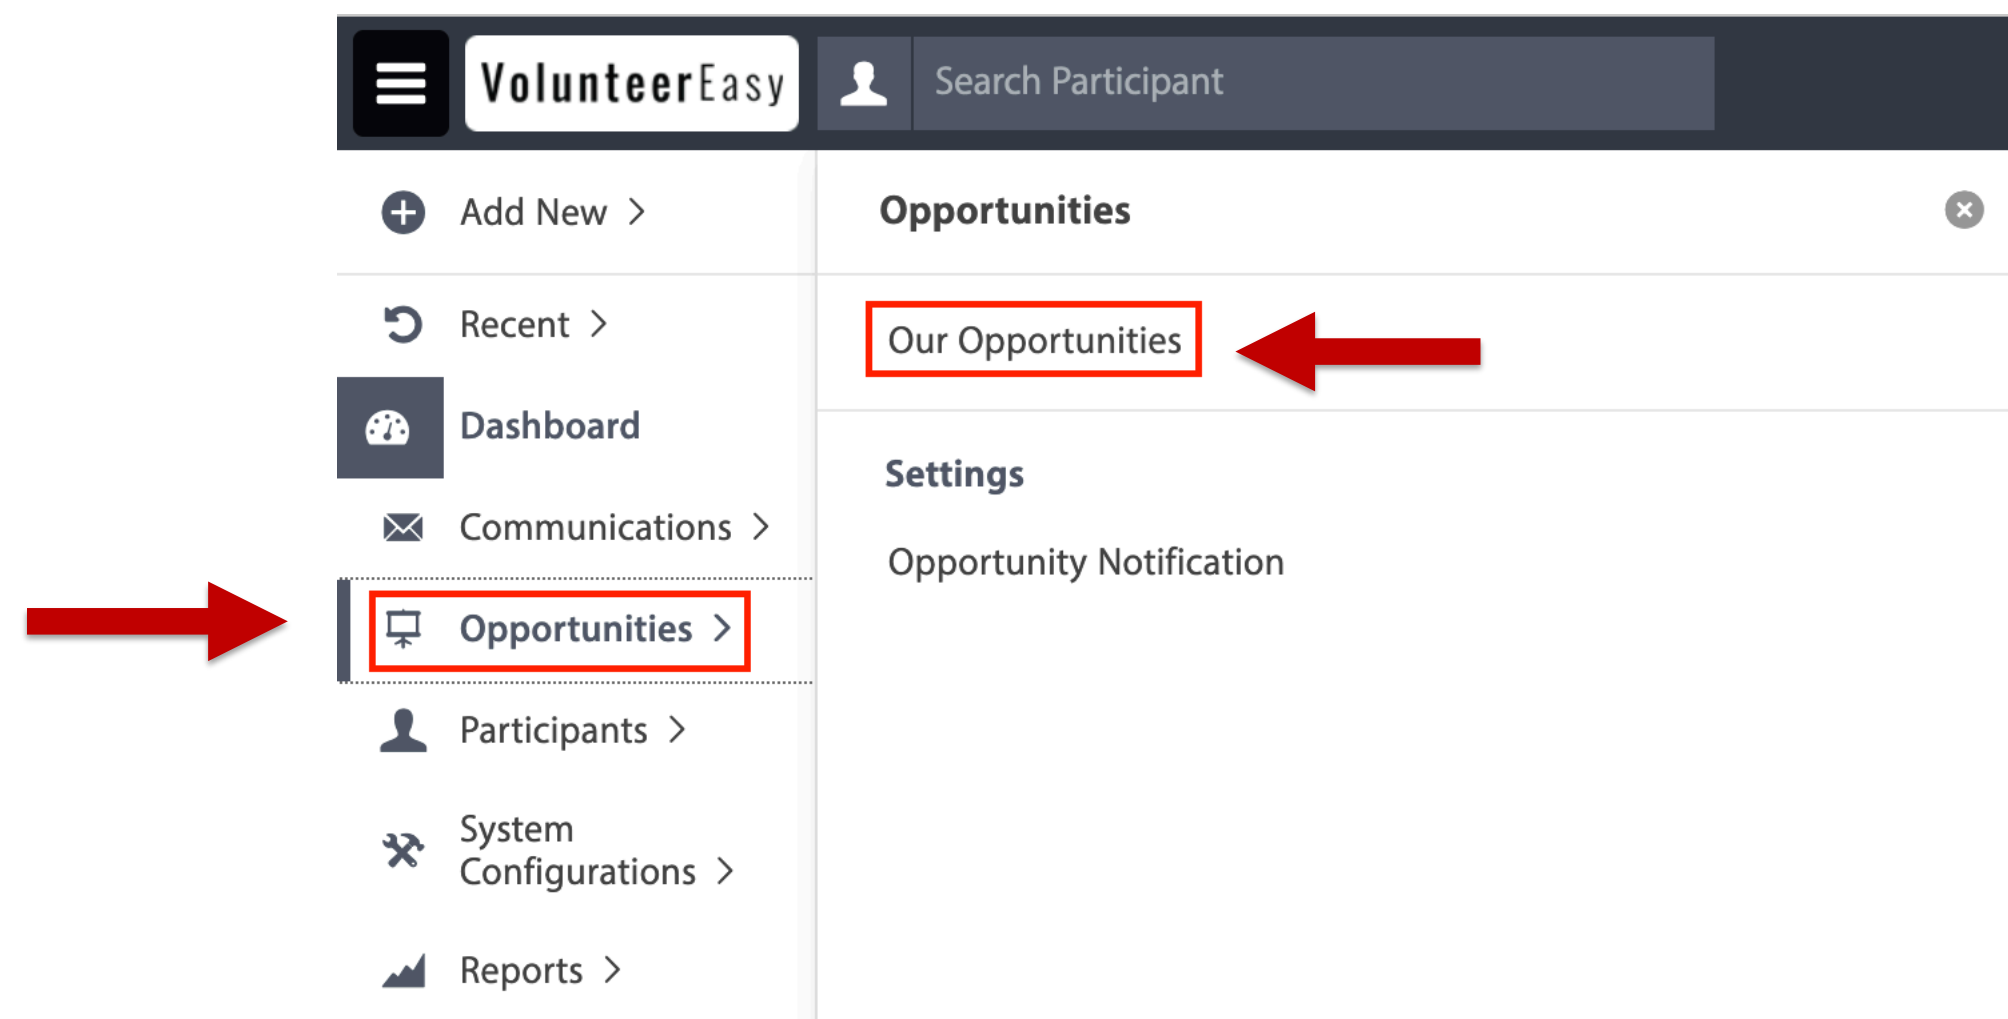 VolunteerEasy
Search Participant
Add New
Recent
Dashboard
Communications
Opportunities
Participants
System
Configurations
Reports
Opportunities
Our Opportunities
Settings
Opportunity Notification